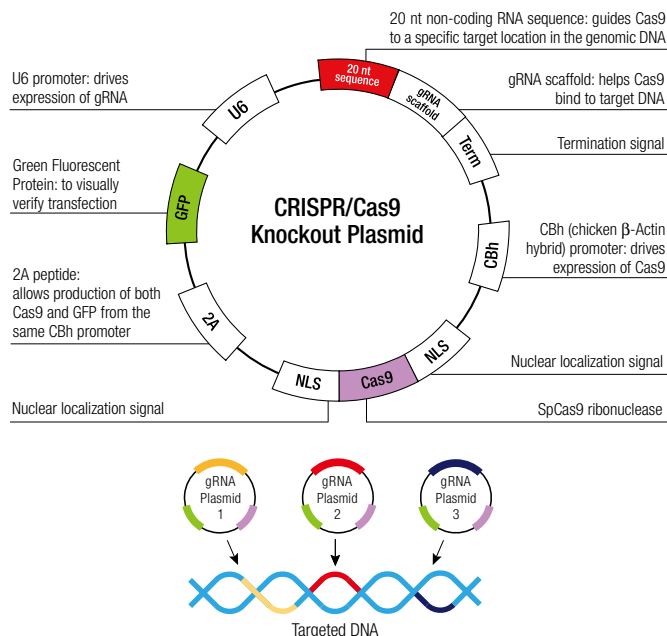 20 nt non-coding RNA sequence: guides Cas9
to a specific target location in the genomic DNA
U6 promoter: drives
expression of gRNA
20 nt
sequence
gRNA
scaffold
gRNA scaffold: helps Cas9
bind to target DNA
U6
Term
Termination signal
Green Fluorescent
Protein: to visually
verify transfection
GFP
CRISPR/Cas9
Knockout Plasmid
CBh
CBh (chicken β-Actin
hybrid) promoter: drives
expression of Cas9
2A peptide:
allows production of both
Cas9 and GFP from the
same CBh promoter
2A
NLS
Cas9
NLS
Nuclear localization signal
Nuclear localization signal
SpCas9 ribonuclease
gRNA
Plasmid
1
gRNA
Plasmid
2
gRNA
Plasmid
3
Targeted DNA